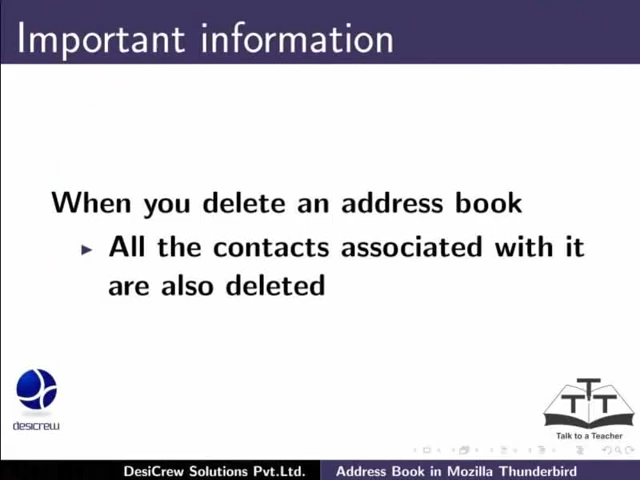 Important information
When you delete an address book
▶ All the contacts associated with it
are also deleted
desicrew
TTT
Talk to a Teacher
DesiCrew Solutions Pvt.Ltd. Address Book in Mozilla Thunderbird